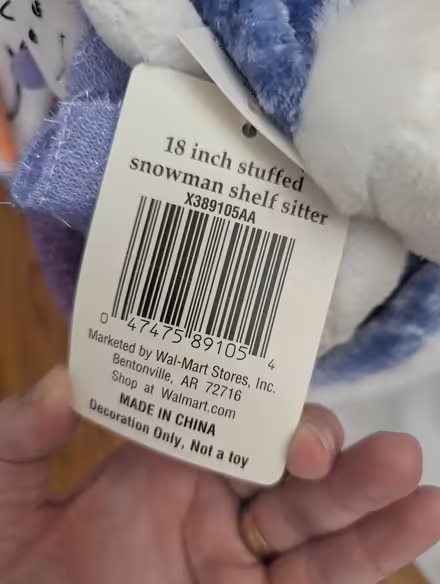 18 inch stuffed
snowman shelf sitter
X389105AA
0 47475 89105 4
Marketed by Wal-Mart Stores, Inc.
Bentonville, AR 72716
Shop at Walmart.com
MADE IN CHINA
Decoration Only, Not a toy